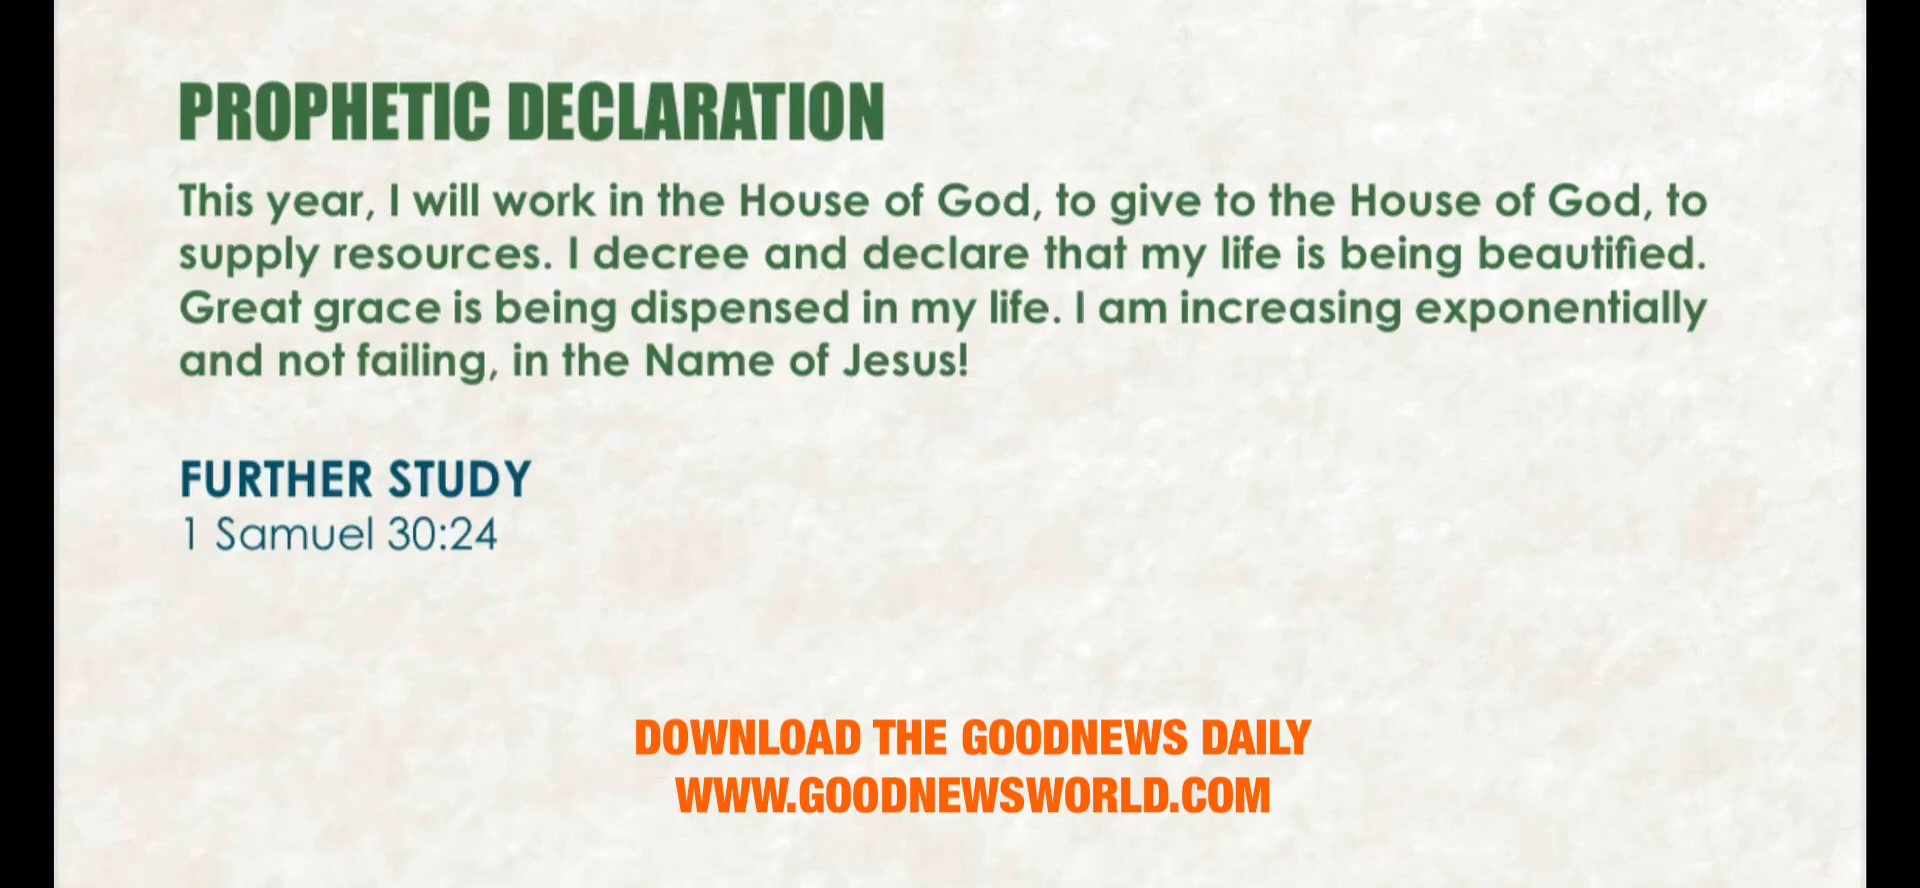 PROPHETIC DECLARATION
This year, I will work in the House of God, to give to the House of God, to
supply resources. I decree and declare that my life is being beautified.
Great grace is being dispensed in my life. I am increasing exponentially
and not failing, in the Name of Jesus!
FURTHER STUDY
1 Samuel 30:24
DOWNLOAD THE GOODNEWS DAILY
WWW.GOODNEWSWORLD.COM